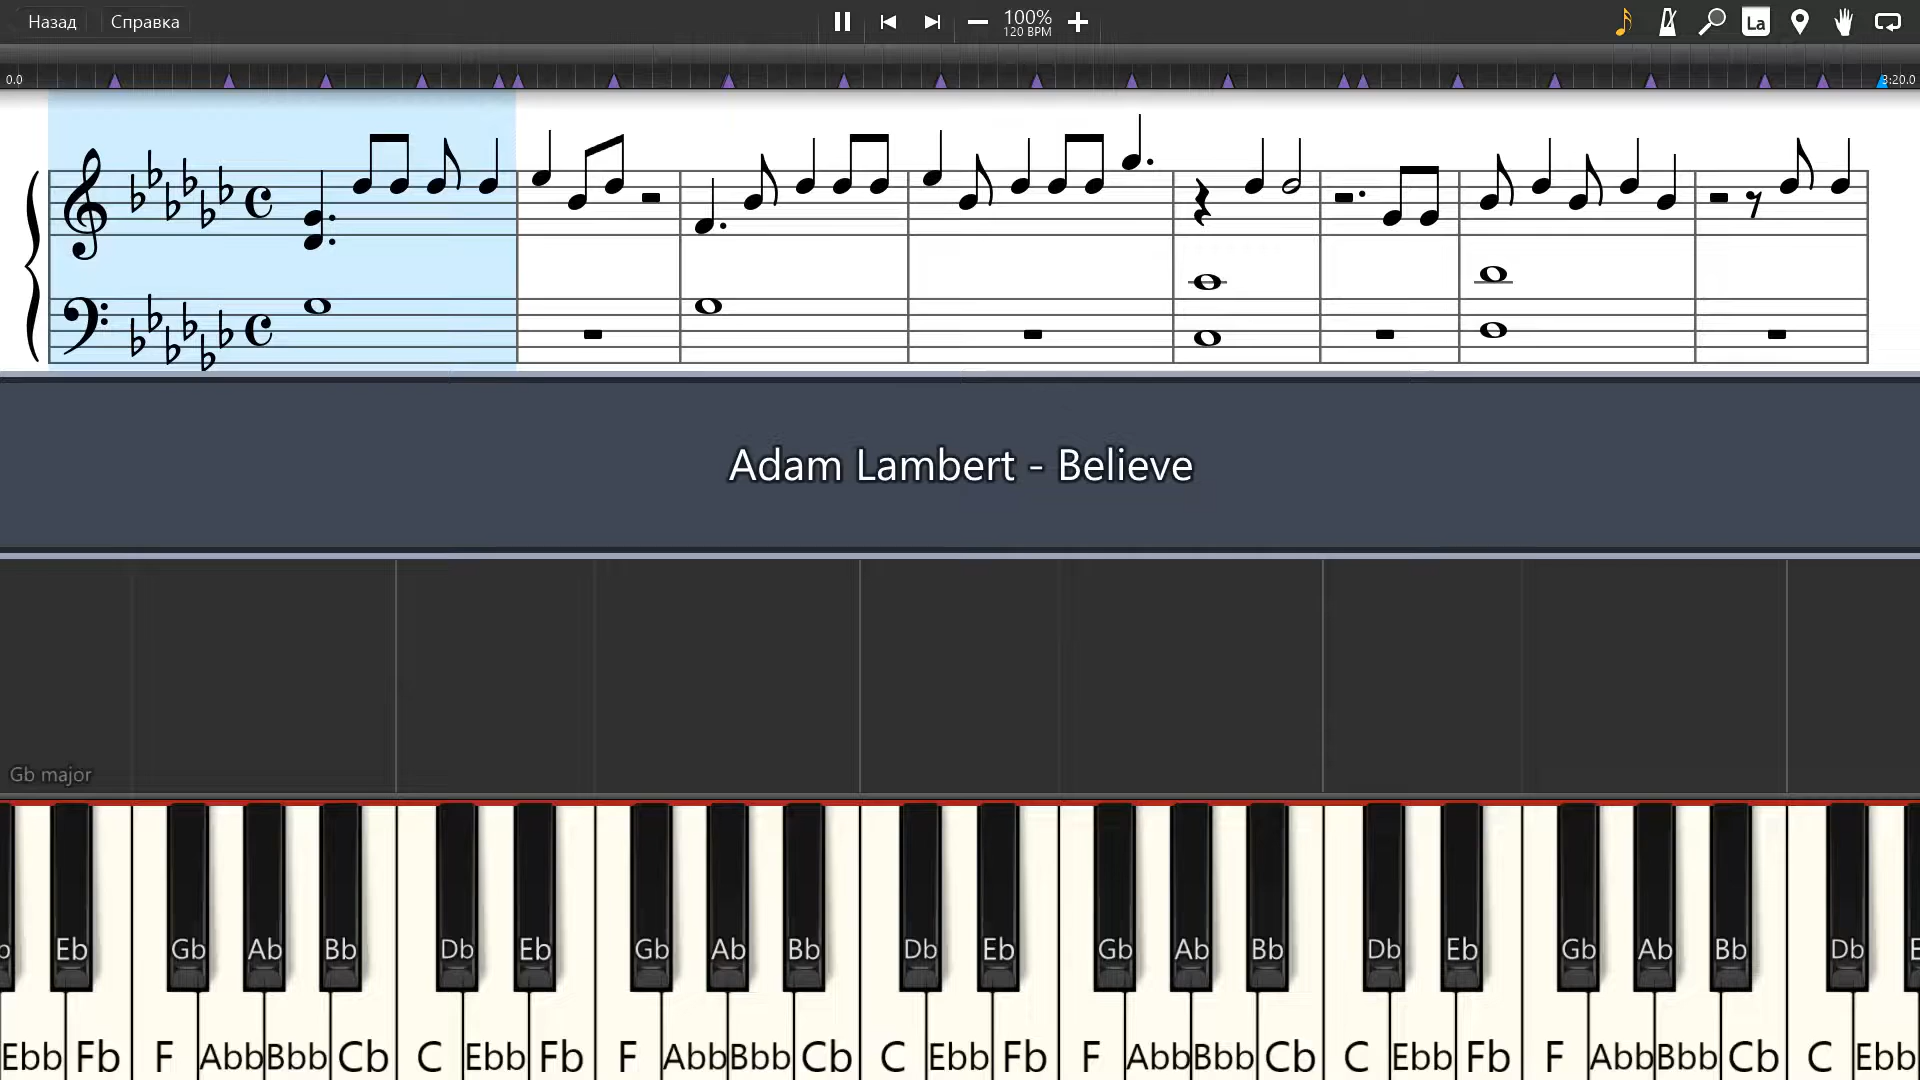 Назад Справка 100% La
120 BPM
0.0 3:20.0
Adam Lambert - Believe
Gb major
Eb Gb Ab Bb Db Eb Gb Ab Bb Db Eb Gb Ab Bb Db Eb Gb Ab Bb Db
Ebb Fb F Abb Bbb Cb C Ebb Fb F Abb Bbb Cb C Ebb Fb F Abb Bbb Cb C Ebb Fb F Abb Bbb Cb C Ebb